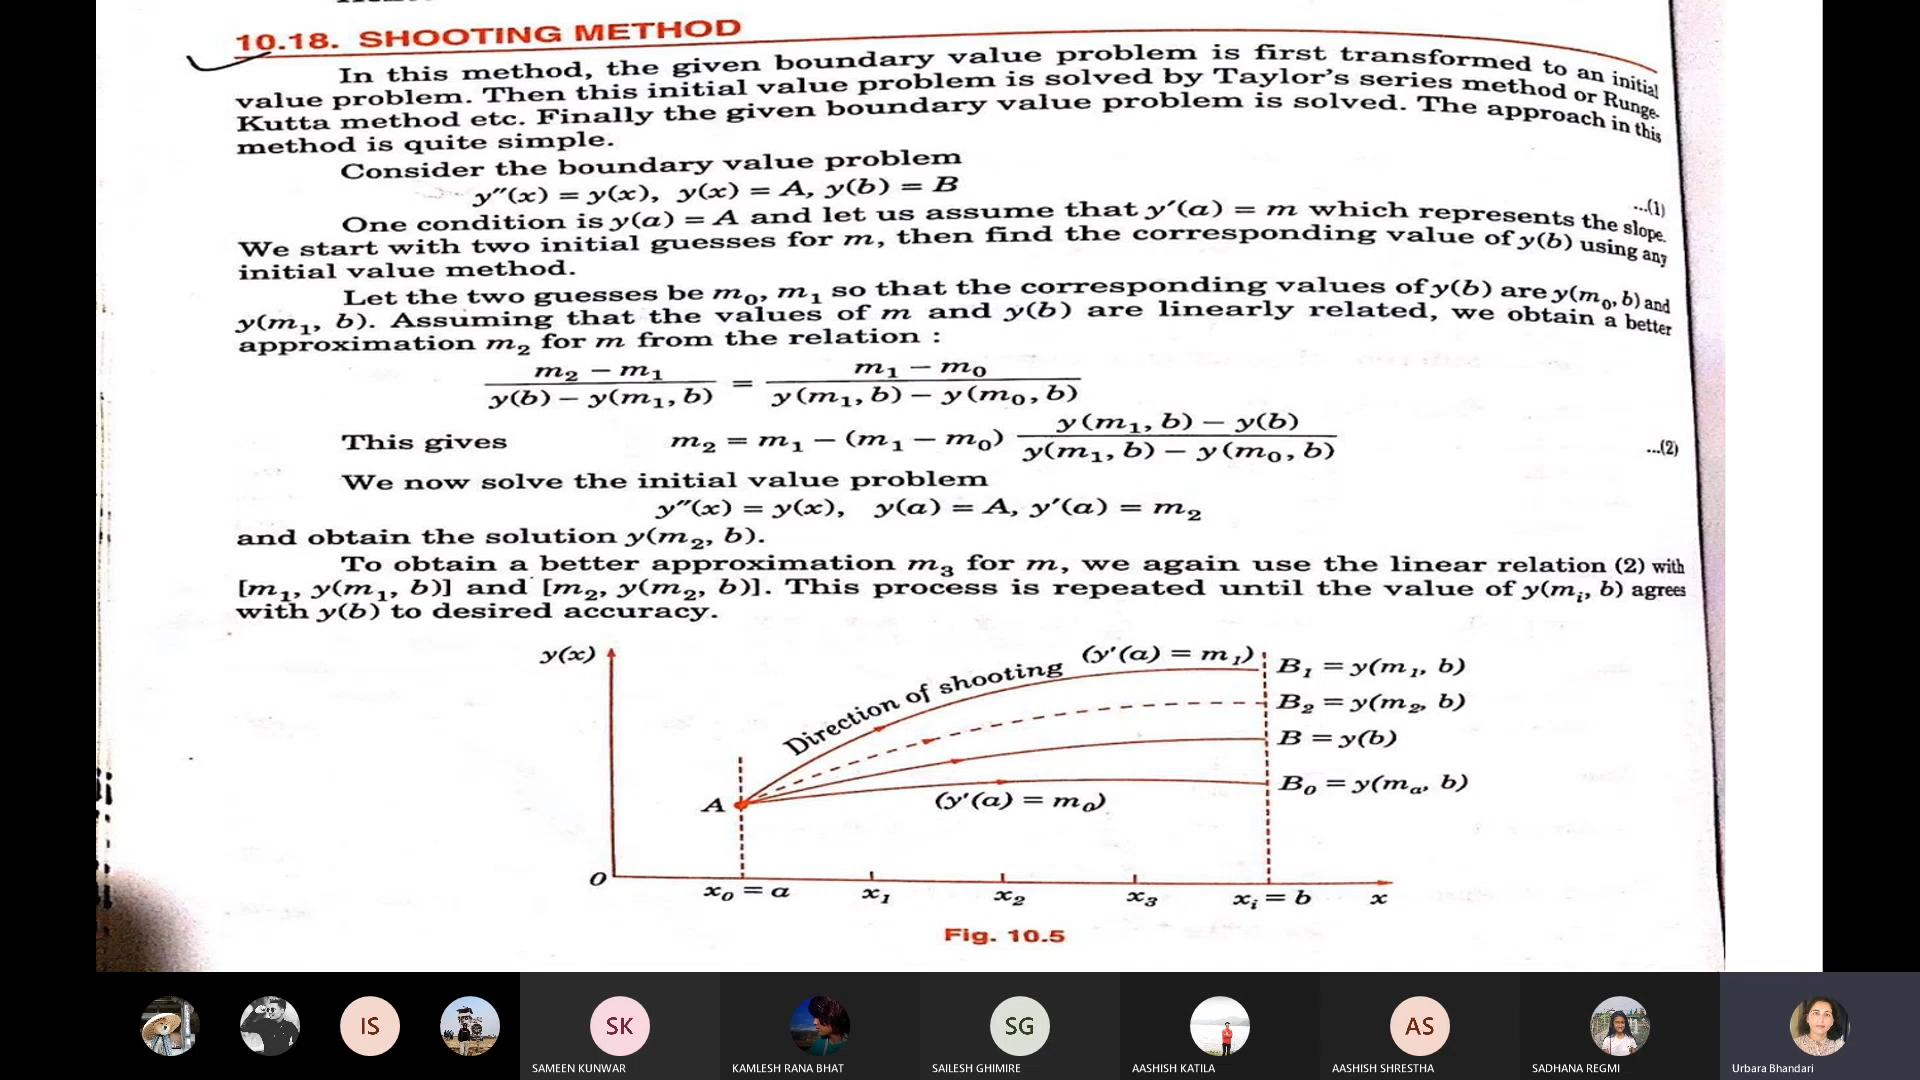 10.18. SHOOTING METHOD
In this method, the given boundary value problem is first transformed to an initial
value problem. Then this initial value problem is solved by Taylor's series method or Runge-
Kutta method etc. Finally the given boundary value problem is solved. The approach in this
method is quite simple.
Consider the boundary value problem
y″(x) = y(x), y(x) = A, y(b) = B ...(1)
One condition is y(a) = A and let us assume that y′(a) = m which represents the slope.
We start with two initial guesses for m, then find the corresponding value of y(b) using any
initial value method.
Let the two guesses be m₀, m₁ so that the corresponding values of y(b) are y(m₀, b) and
y(m₁, b). Assuming that the values of m and y(b) are linearly related, we obtain a better
approximation m₂ for m from the relation :
m₂ − m₁ / y(b) − y(m₁, b) = m₁ − m₀ / y(m₁, b) − y(m₀, b)
This gives m₂ = m₁ − (m₁ − m₀) y(m₁, b) − y(b) / y(m₁, b) − y(m₀, b) ...(2)
We now solve the initial value problem
y″(x) = y(x), y(a) = A, y′(a) = m₂
and obtain the solution y(m₂, b).
To obtain a better approximation m₃ for m, we again use the linear relation (2) with
[m₁, y(m₁, b)] and [m₂, y(m₂, b)]. This process is repeated until the value of y(mᵢ, b) agrees
with y(b) to desired accuracy.
y(x)
Direction of shooting
(y′(a) = m₁)
B₁ = y(m₁, b)
B₂ = y(m₂, b)
B = y(b)
B₀ = y(mₐ, b)
A
(y′(a) = m₀)
O
x₀ = a x₁ x₂ x₃ xᵢ = b x
Fig. 10.5
IS SK SG AS
SAMEEN KUNWAR KAMLESH RANA BHAT SAILESH GHIMIRE AASHISH KATILA AASHISH SHRESTHA SADHANA REGMI Urbara Bhandari